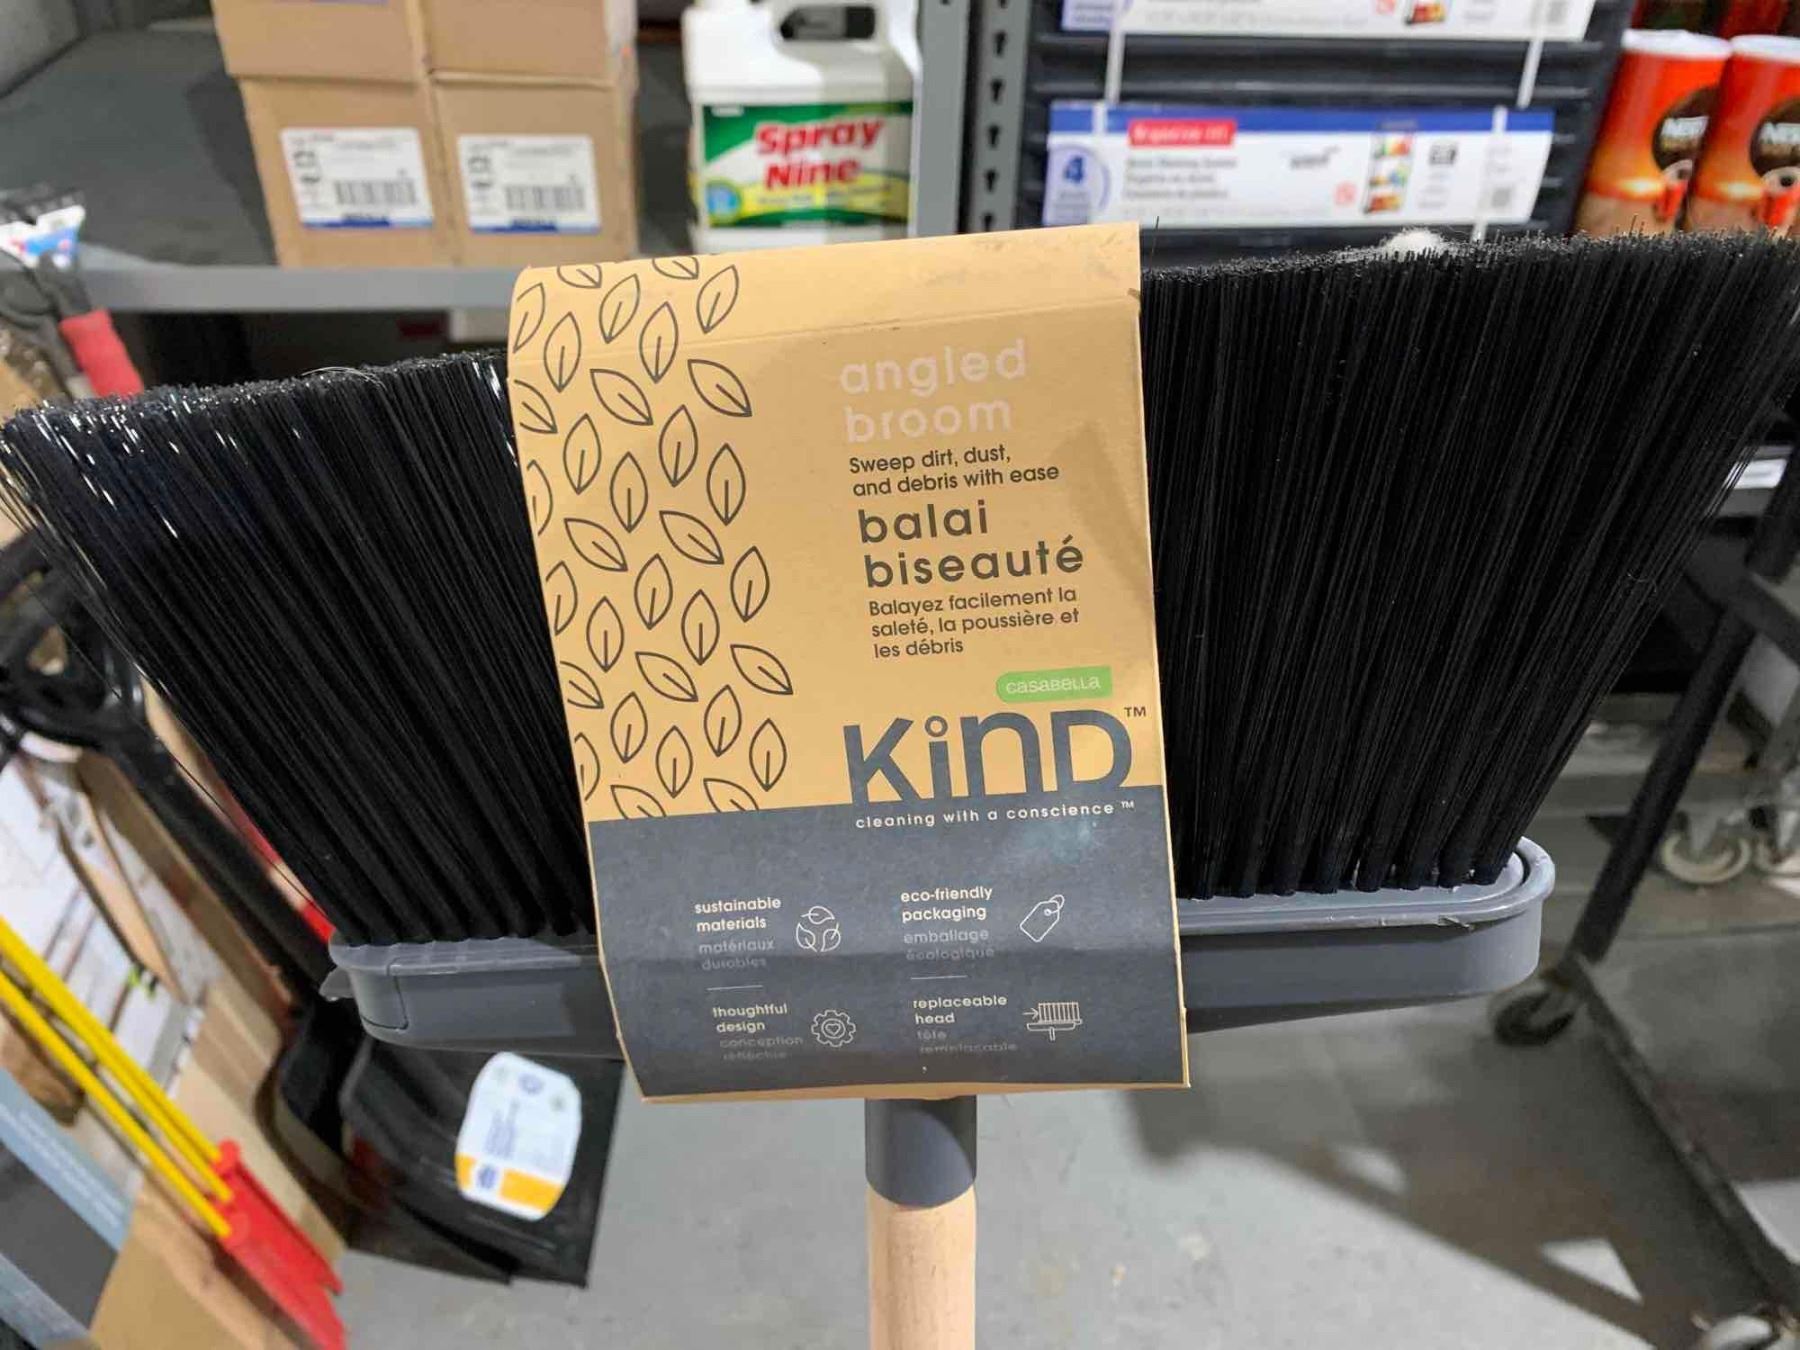 Spray
Nine
4
angled
broom
Sweep dirt, dust,
and debris with ease
balai
biseauté
Balayez facilement la
saleté, la poussière et
les débris
casabella
KinD™
cleaning with a conscience™
sustainable
materials
matériaux
durables
eco-friendly
packaging
emballage
écologique
thoughtful
design
conception
réfléchie
replaceable
head
tête
remplaçable